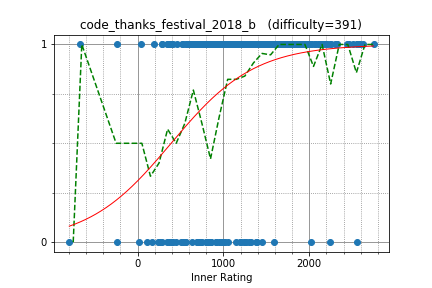 code_thanks_festival_2018_b   (difficulty=391)
1
0
0 1000 2000
Inner Rating